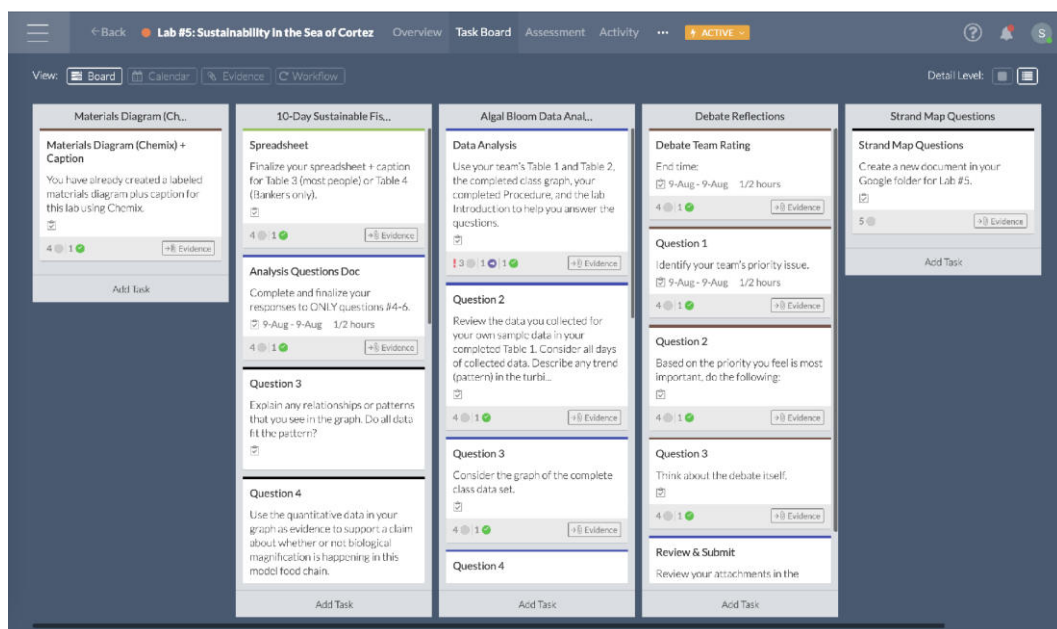 ←Back Lab #5: Sustainability in the Sea of Cortez Overview Task Board Assessment Activity ... ACTIVE S
View: Board Calendar Evidence Workflow Detail Level:
Materials Diagram (Ch...
Materials Diagram (Chemix) +
Caption
You have already created a labeled
materials diagram plus caption for
this lab using Chemix.
4 1 Evidence
Add Task
10-Day Sustainable Fis...
Spreadsheet
Finalize your spreadsheet + caption
for Table 3 (most people) or Table 4
(Bankers only).
4 1 Evidence
Analysis Questions Doc
Complete and finalize your
responses to ONLY questions #4-6.
9-Aug - 9-Aug 1/2 hours
4 1 Evidence
Question 3
Explain any relationships or patterns
that you see in the graph. Do all data
fit the pattern?
Question 4
Use the quantitative data in your
graph as evidence to support a claim
about whether or not biological
magnification is happening in this
model food chain.
Add Task
Algal Bloom Data Anal...
Data Analysis
Use your team's Table 1 and Table 2,
the completed class graph, your
completed Procedure, and the lab
Introduction to help you answer the
questions.
! 3 1 1 Evidence
Question 2
Review the data you collected for
your own sample data in your
completed Table 1. Consider all days
of collected data. Describe any trend
(pattern) in the turbi...
4 1 Evidence
Question 3
Consider the graph of the complete
class data set.
4 1 Evidence
Question 4
Add Task
Debate Reflections
Debate Team Rating
End time:
9-Aug - 9-Aug 1/2 hours
4 1 Evidence
Question 1
Identify your team's priority issue.
9-Aug - 9-Aug 1/2 hours
4 1 Evidence
Question 2
Based on the priority you feel is most
important, do the following:
4 1 Evidence
Question 3
Think about the debate itself,
4 1 Evidence
Review & Submit
Review your attachments in the
Add Task
Strand Map Questions
Strand Map Questions
Create a new document in your
Google folder for Lab #5.
5 Evidence
Add Task